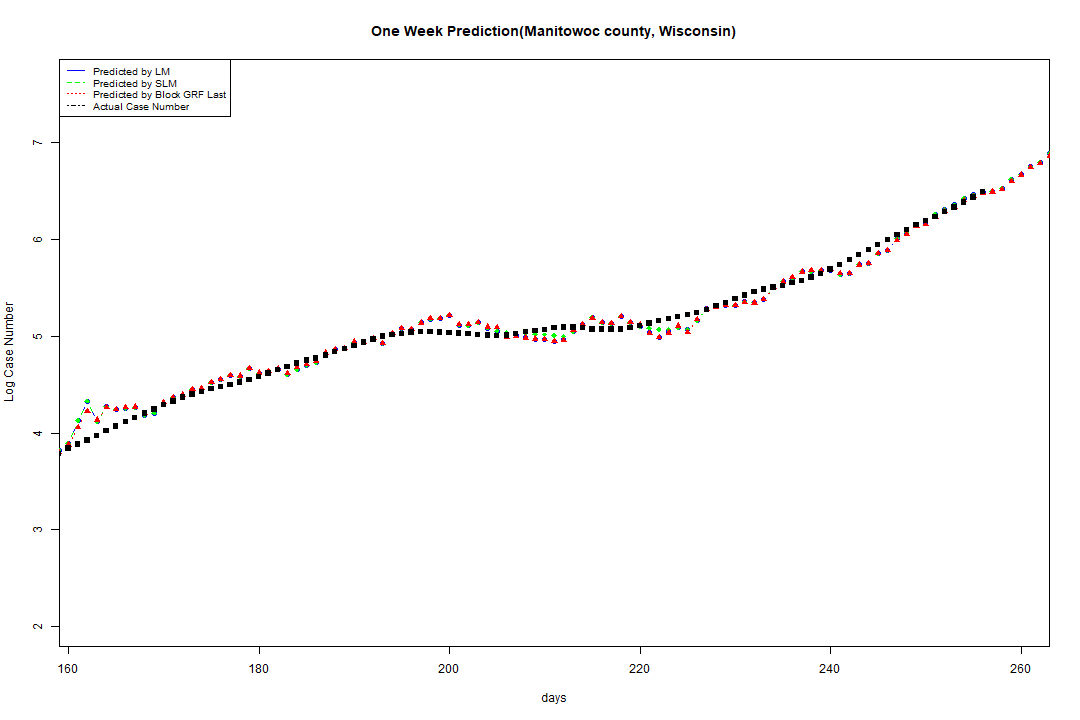 One Week Prediction(Manitowoc county, Wisconsin)
Predicted by LM
Predicted by SLM
Predicted by Block GRF Last
Actual Case Number
7
6
5
4
3
2
Log Case Number
160 180 200 220 240 260
days